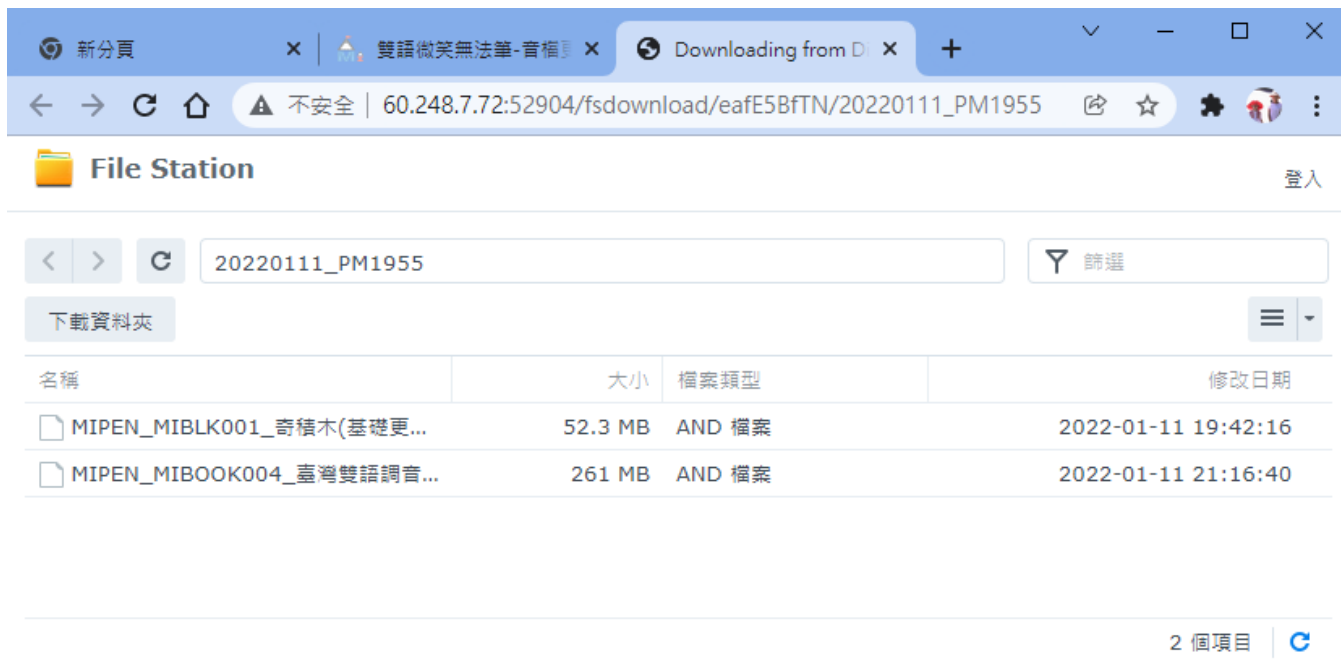 新分頁
雙語微笑無法筆-音檔
Downloading from Di
不安全 | 60.248.7.72:52904/fsdownload/eafE5BfTN/20220111_PM1955
File Station
登入
20220111_PM1955
篩選
下載資料夾
名稱 大小 檔案類型 修改日期
MIPEN_MIBLK001_奇積木(基礎更... 52.3 MB AND 檔案 2022-01-11 19:42:16
MIPEN_MIBOOK004_臺灣雙語調音... 261 MB AND 檔案 2022-01-11 21:16:40
2 個項目